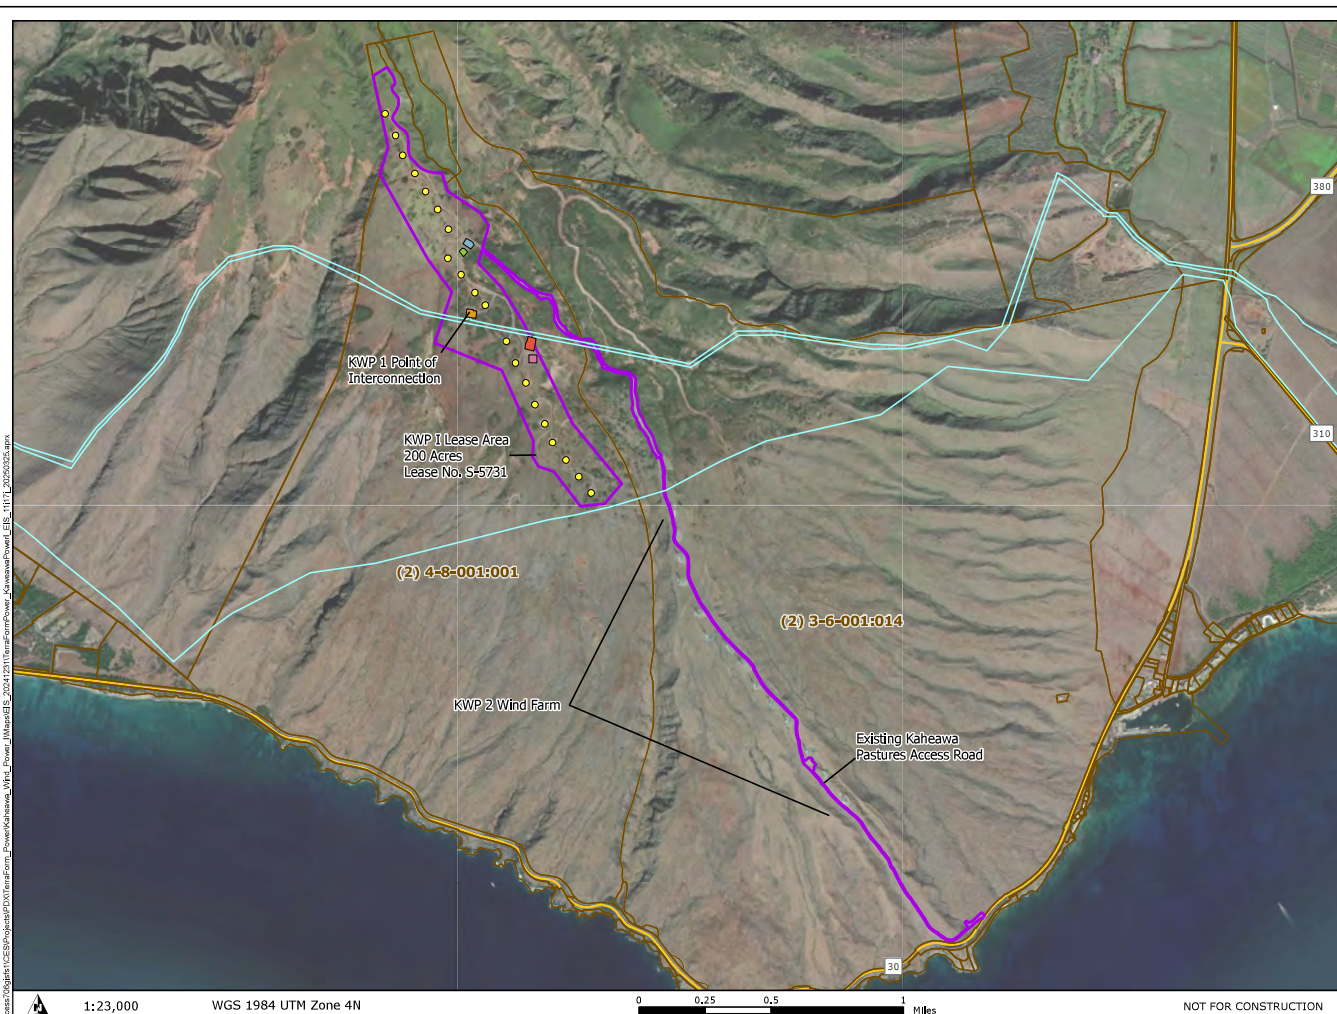 380
KWP 1 Point of
Interconnection
310
KWP I Lease Area
200 Acres
Lease No. S-5731
(2) 4-8-001:001
(2) 3-6-001:014
KWP 2 Wind Farm
Existing Kaheawa
Pastures Access Road
30
1:23,000
WGS 1984 UTM Zone 4N
0 0.25 0.5 1
Miles
NOT FOR CONSTRUCTION